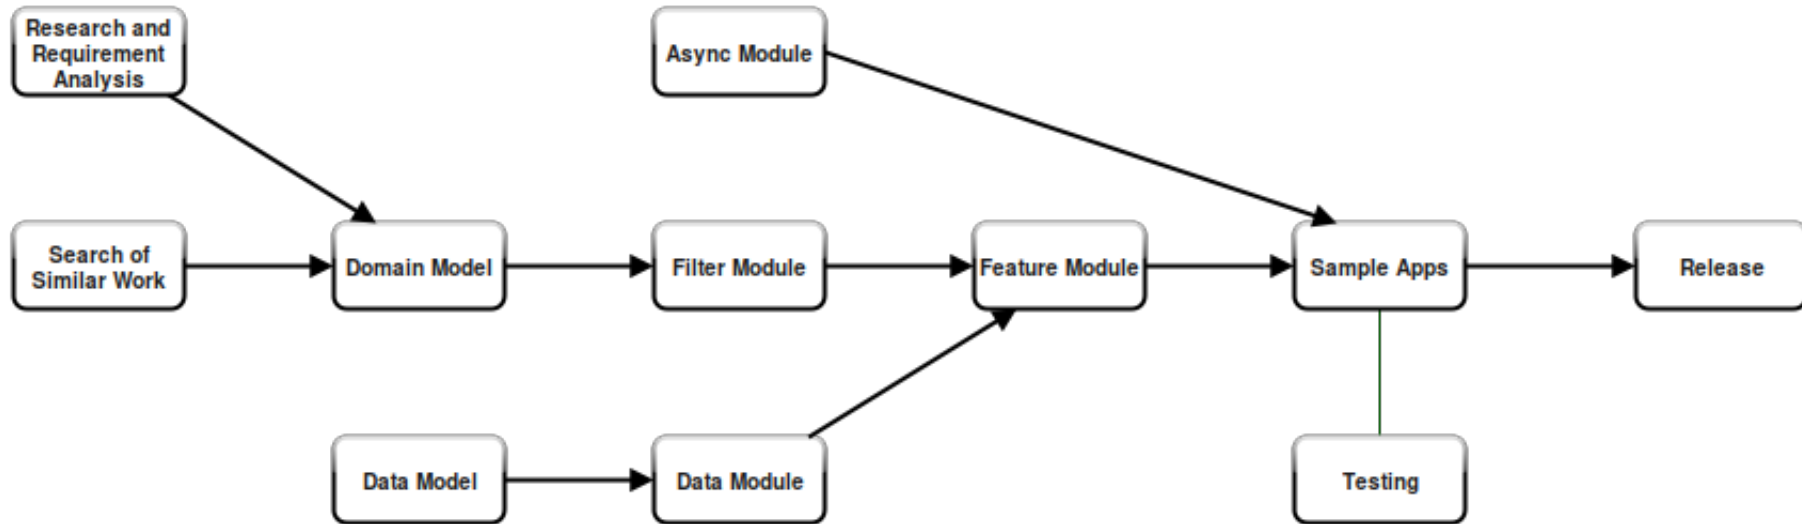 Research and
Requirement
Analysis
Async Module
Search of
Similar Work
Domain Model
Filter Module
Feature Module
Sample Apps
Release
Data Model
Data Module
Testing